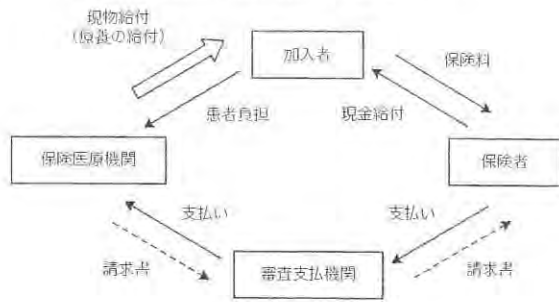 現物給付
(療養の給付)
加入者
保険料
患者負担
現金給付
保険医療機関
保険者
支払い
支払い
請求書
審査支払機関
請求書